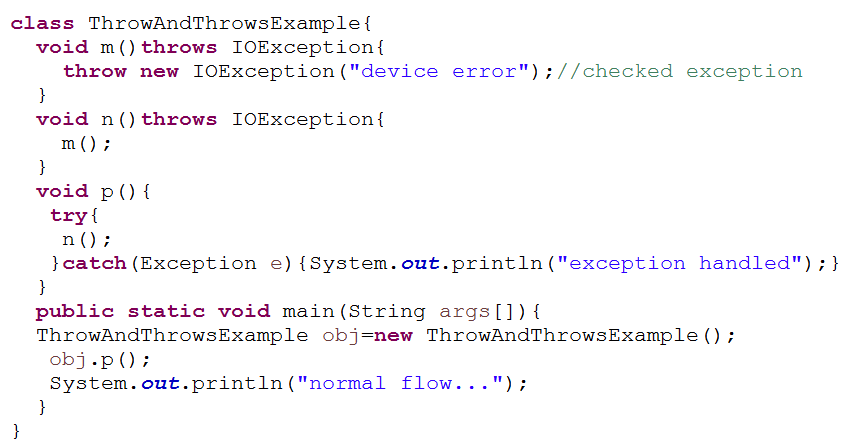 class ThrowAndThrowsExample{
  void m()throws IOException{
    throw new IOException("device error");//checked exception
  }
  void n()throws IOException{
    m();
  }
  void p(){
   try{
    n();
   }catch(Exception e){System.out.println("exception handled");}
  }
  public static void main(String args[]){
  ThrowAndThrowsExample obj=new ThrowAndThrowsExample();
   obj.p();
   System.out.println("normal flow...");
  }
}